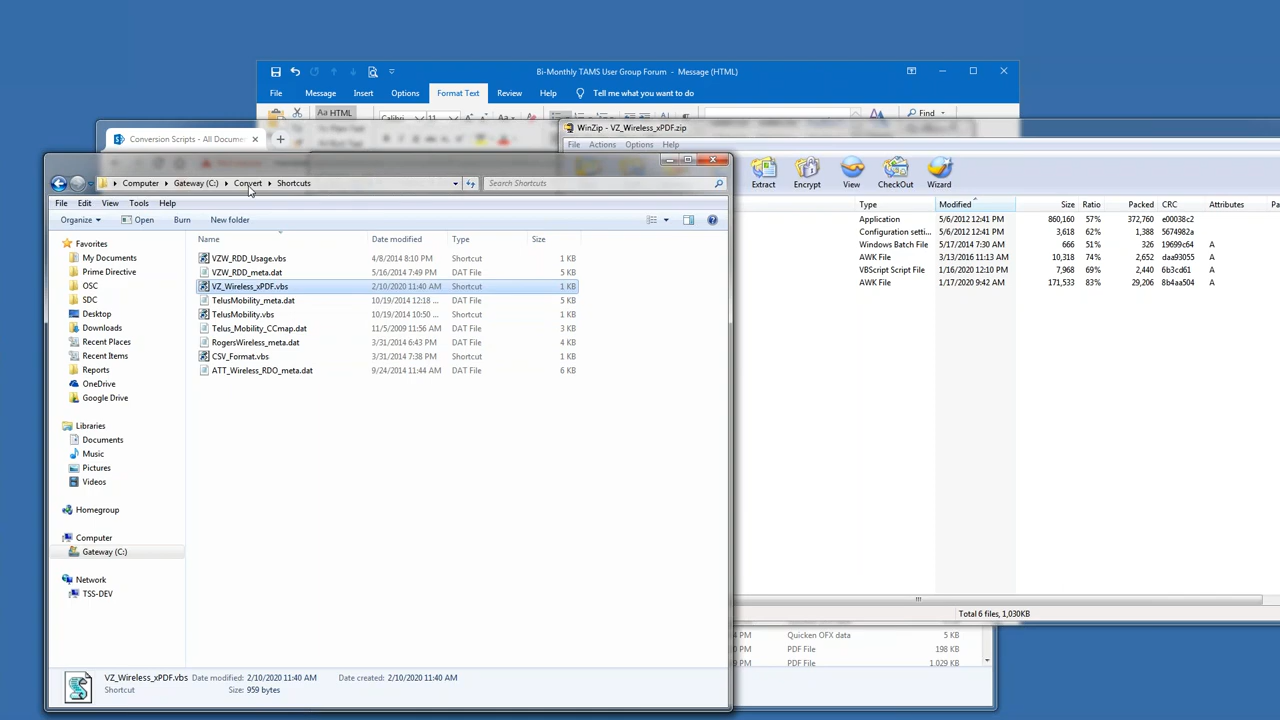 Bi-Monthly TAMS User Group Forum - Message (HTML)
File Message Insert Options Format Text Review Help Tell me what you want to do
Aa HTML Calibri 11 Find
Conversion Scripts - All Docume
WinZip - VZ_Wireless_xPDF.zip
File Actions Options Help
Extract Encrypt View CheckOut Wizard
Type Modified Size Ratio Packed CRC Attributes Pa
Application 5/6/2012 12:41 PM 860,160 57% 372,760 e00038c2
Configuration setti... 5/6/2012 12:41 PM 3,618 62% 1,388 5674982a
Windows Batch File 5/17/2014 7:30 AM 666 51% 326 19699c64 A
AWK File 3/13/2016 11:13 AM 10,318 74% 2,652 daa93055 A
VBScript Script File 1/16/2020 12:10 PM 7,968 69% 2,440 6b3cd61 A
AWK File 1/17/2020 9:42 AM 171,533 83% 29,206 8b4aa504 A
Total 6 files, 1,030KB
Computer Gateway (C:) Convert Shortcuts
Search Shortcuts
File Edit View Tools Help
Organize Open Burn New folder
Name Date modified Type Size
VZW_RDD_Usage.vbs 4/8/2014 8:10 PM Shortcut 1 KB
VZW_RDD_meta.dat 5/16/2014 7:49 PM DAT File 5 KB
VZ_Wireless_xPDF.vbs 2/10/2020 11:40 AM Shortcut 1 KB
TelusMobility_meta.dat 10/19/2014 12:18 ... DAT File 5 KB
TelusMobility.vbs 10/19/2014 10:50 ... Shortcut 1 KB
Telus_Mobility_CCmap.dat 11/5/2009 11:56 AM DAT File 3 KB
RogersWireless_meta.dat 3/31/2014 6:43 PM DAT File 4 KB
CSV_Format.vbs 3/31/2014 7:38 PM Shortcut 1 KB
ATT_Wireless_RDO_meta.dat 9/24/2014 11:44 AM DAT File 6 KB
Favorites
My Documents
Prime Directive
OSC
SDC
Desktop
Downloads
Recent Places
Recent Items
Reports
OneDrive
Google Drive
Libraries
Documents
Music
Pictures
Videos
Homegroup
Computer
Gateway (C:)
Network
TSS-DEV
4 PM Quicken OFX data 5 KB
0 PM PDF File 198 KB
9 PM PDF File 1,029 KB
VZ_Wireless_xPDF.vbs Date modified: 2/10/2020 11:40 AM Date created: 2/10/2020 11:40 AM
Shortcut Size: 959 bytes